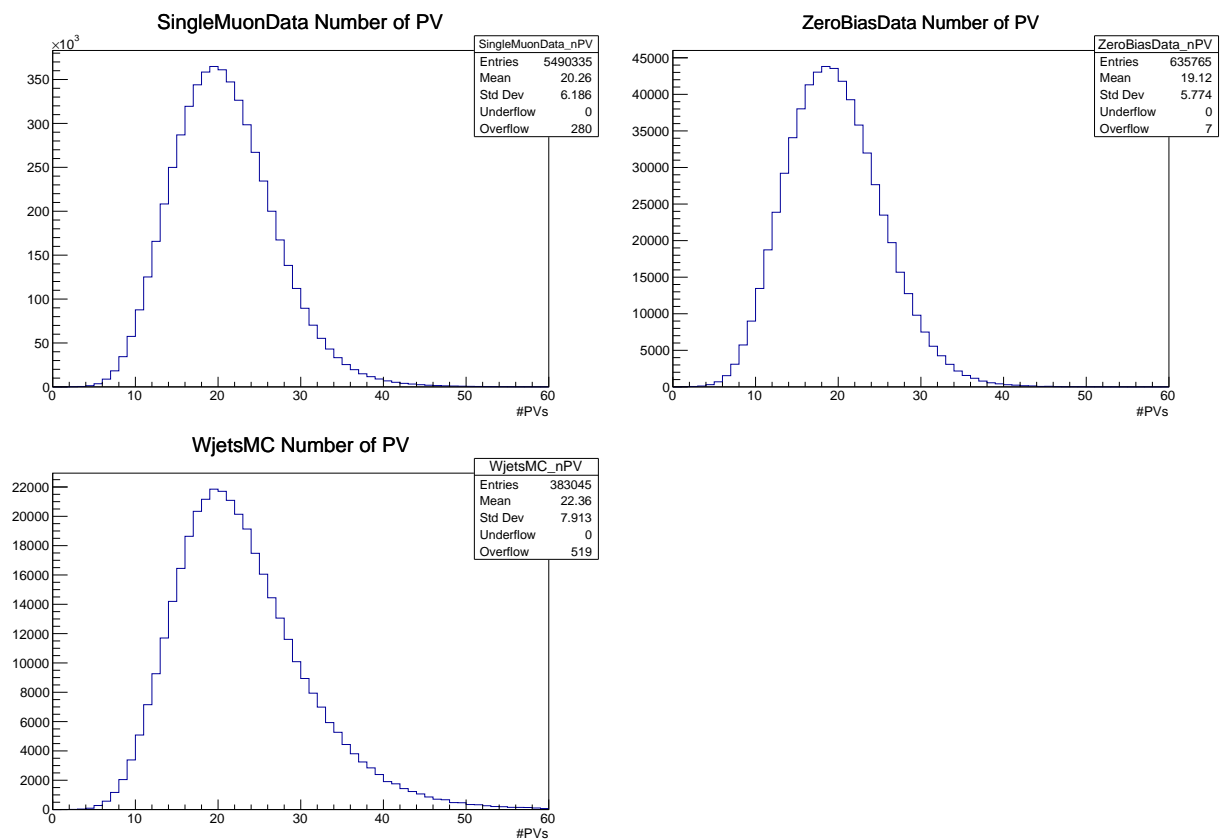 SingleMuonData Number of PV
×10³
SingleMuonData_nPV
Entries 5490335
Mean 20.26
Std Dev 6.186
Underflow 0
Overflow 280
350
300
250
200
150
100
50
0
0 10 20 30 40 50 60
#PVs
ZeroBiasData Number of PV
ZeroBiasData_nPV
Entries 635765
Mean 19.12
Std Dev 5.774
Underflow 0
Overflow 7
45000
40000
35000
30000
25000
20000
15000
10000
5000
0
0 10 20 30 40 50 60
#PVs
WjetsMC Number of PV
WjetsMC_nPV
Entries 383045
Mean 22.36
Std Dev 7.913
Underflow 0
Overflow 519
22000
20000
18000
16000
14000
12000
10000
8000
6000
4000
2000
0
0 10 20 30 40 50 60
#PVs